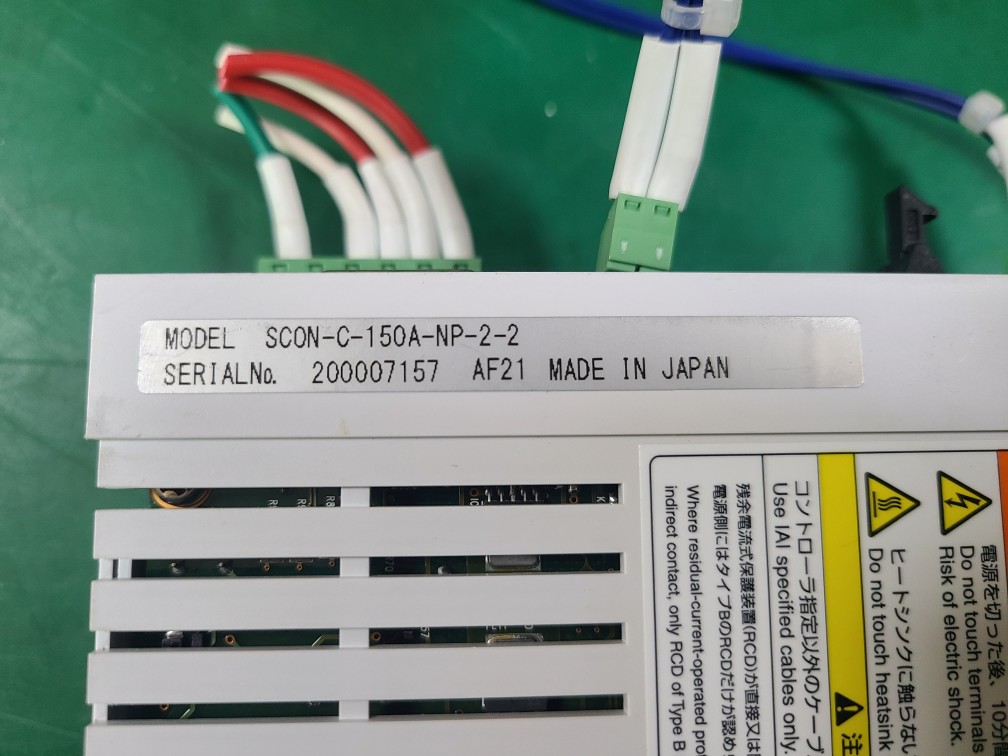 MODEL SCON-C-150A-NP-2-2
SERIALNo. 200007157 AF21 MADE IN JAPAN
電源を切った後、10分間
Do not touch terminals
Risk of electric shock
ヒートシンクに触らない
Do not touch heatsink
注
コントローラ指定以外のケーブ
Use IAI specified cables only,
残余電流式保護装置(RCD)が直接又は
電源側にはタイプBのRCDだけが認め
Where residual-current-operated pro
indirect contact, only RCD of Type B